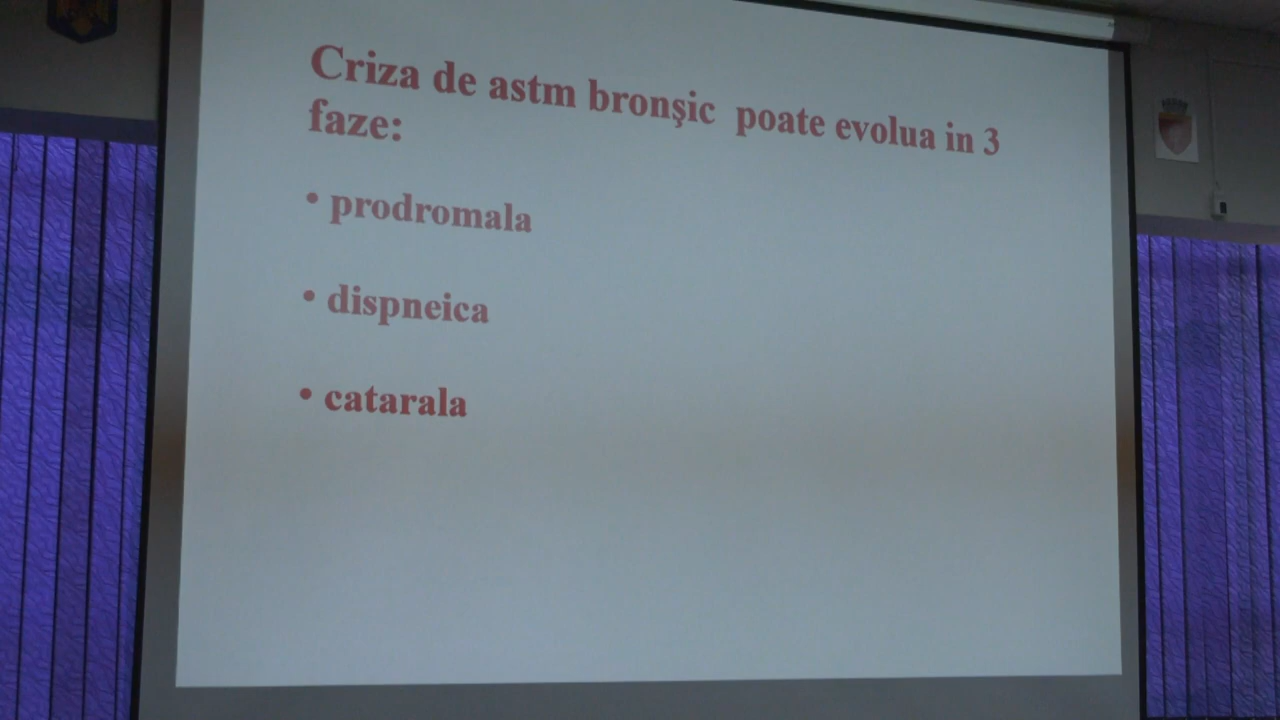 Criza de astm bronşic poate evolua in 3
faze:
• prodromala
• dispneica
• catarala